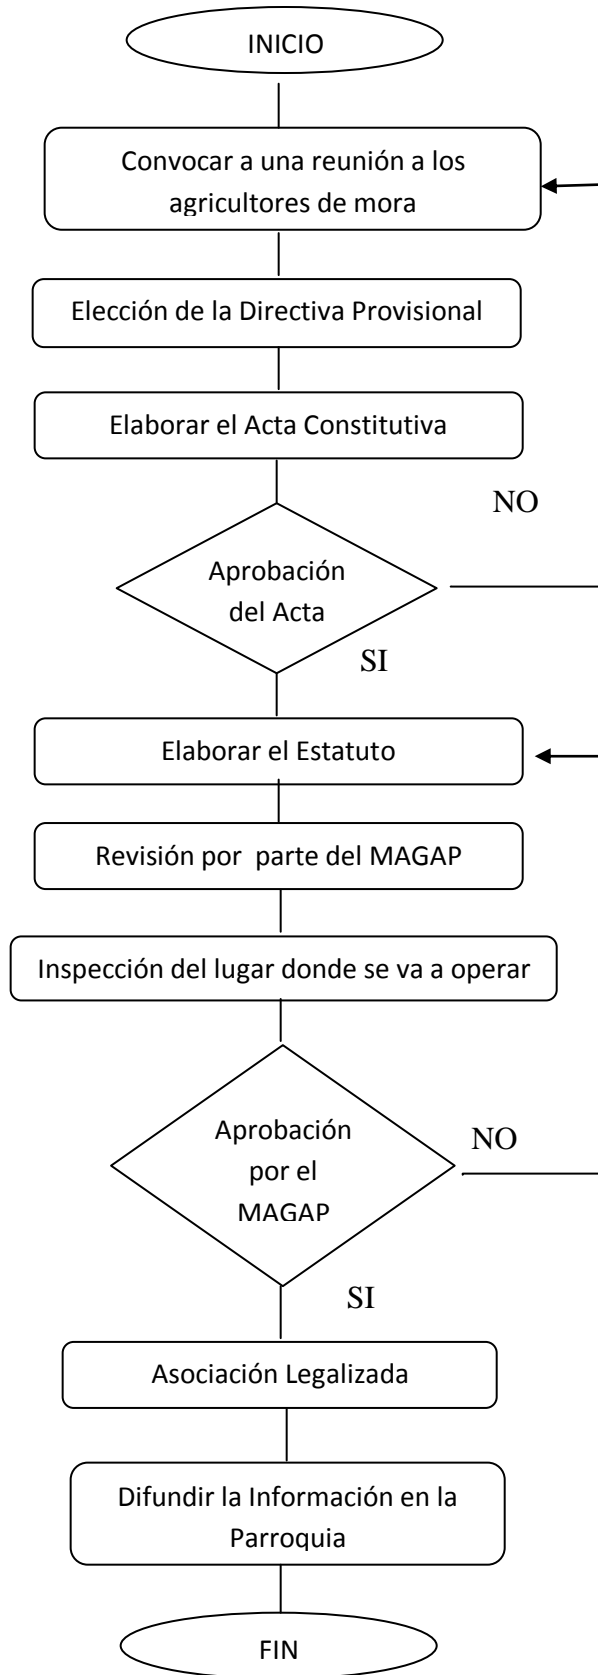 INICIO
Convocar a una reunión a los
agricultores de mora
Elección de la Directiva Provisional
Elaborar el Acta Constitutiva
NO
Aprobación
del Acta
SI
Elaborar el Estatuto
Revisión por  parte del MAGAP
Inspección del lugar donde se va a operar
Aprobación
por el
MAGAP
NO
SI
Asociación Legalizada
Difundir la Información en la
Parroquia
FIN